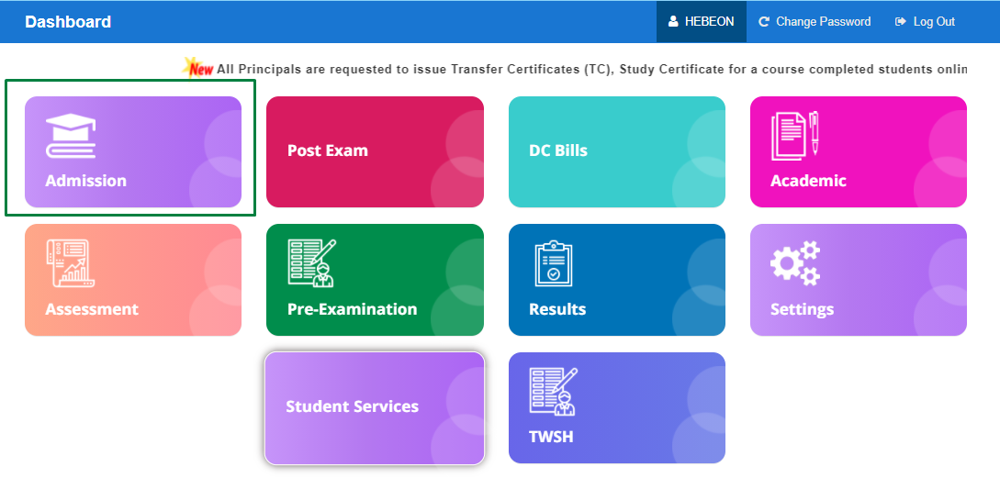 Dashboard
HEBEON
Change Password
Log Out
New All Principals are requested to issue Transfer Certificates (TC), Study Certificate for a course completed students onlin
Admission
Post Exam
DC Bills
Academic
Assessment
Pre-Examination
Results
Settings
Student Services
TWSH